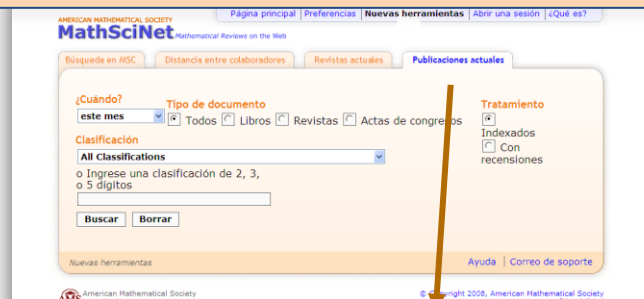 AMERICAN MATHEMATICAL SOCIETY
Página principal | Preferencias | Nuevas herramientas | Abrir una sesión | ¿Qué es?
MathSciNet Mathematical Reviews on the Web
Búsqueda en MSC Distancia entre colaboradores Revistas actuales Publicaciones actuales
¿Cuándo? Tipo de documento Tratamiento
este mes Todos Libros Revistas Actas de congresos
Indexados
Clasificación
Con
All Classifications
recensiones
o Ingrese una clasificación de 2, 3,
o 5 dígitos
Buscar Borrar
Nuevas herramientas Ayuda | Correo de soporte
AMS American Mathematical Society © Copyright 2008, American Mathematical Society